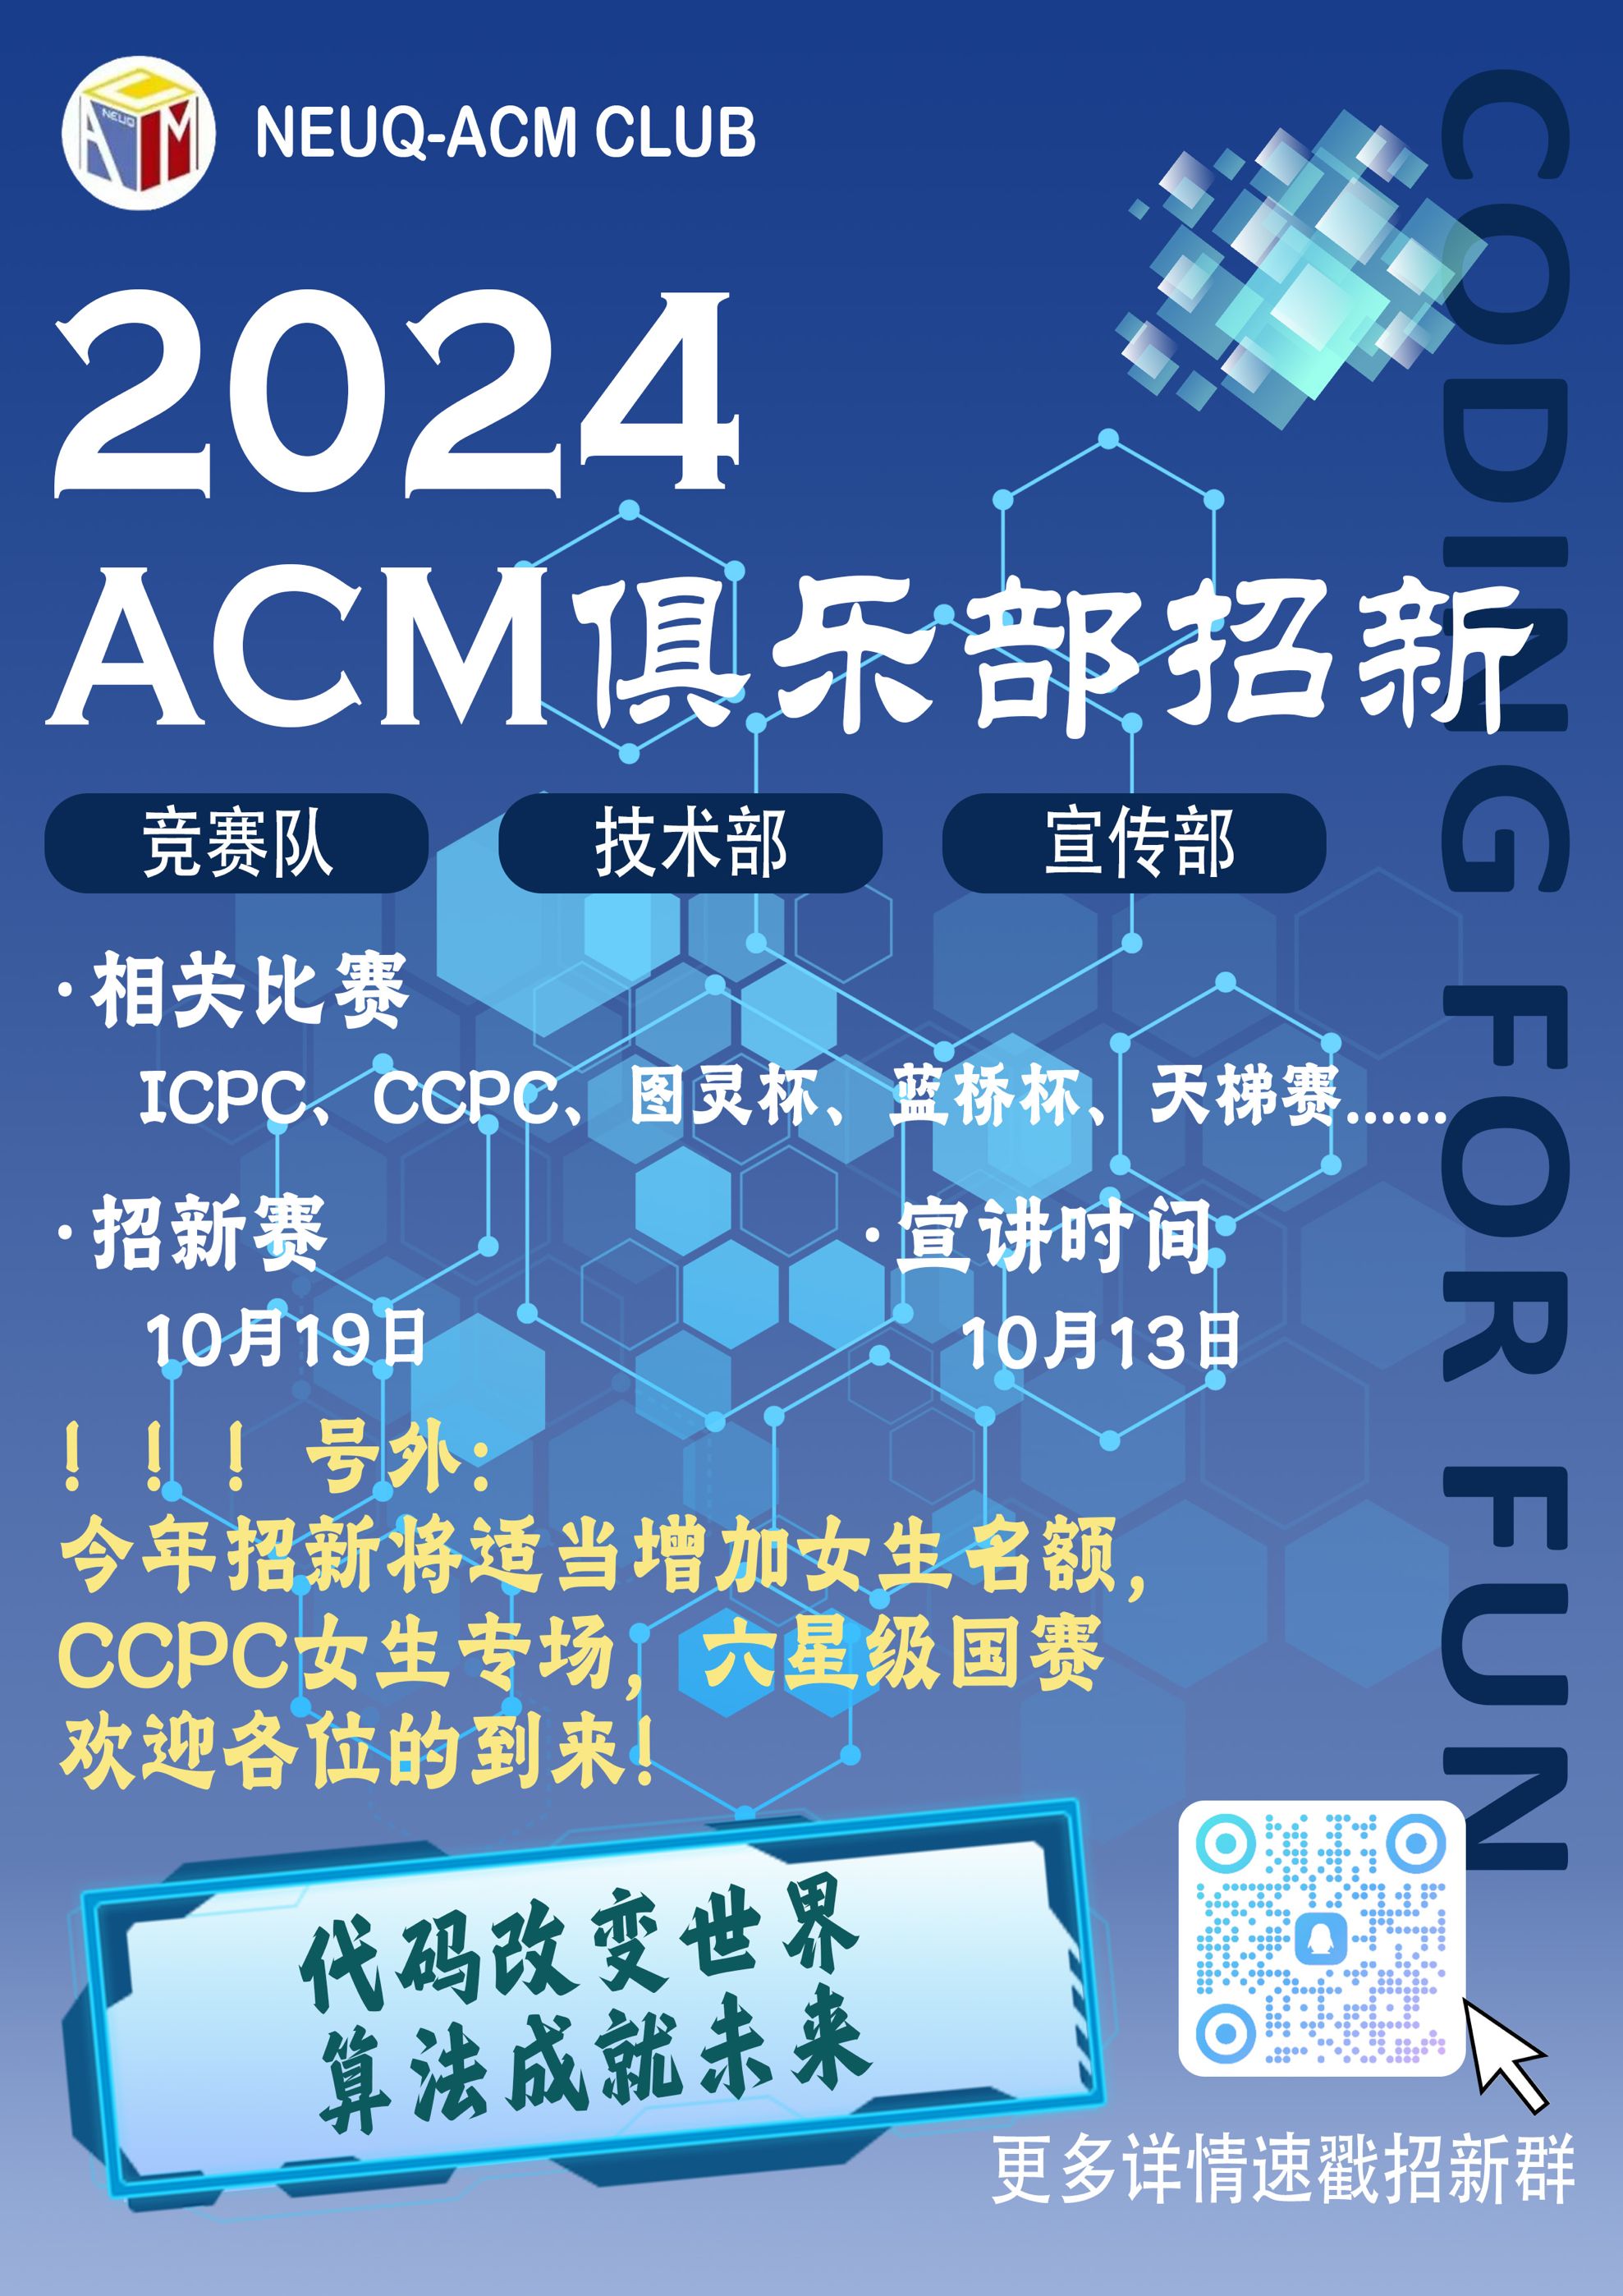 NEUQ
ACM
NEUQ-ACM CLUB
2024
ACM俱乐部招新
竞赛队
技术部
宣传部
·相关比赛
ICPC、CCPC、图灵杯、蓝桥杯、天梯赛......
·招新赛
10月19日
·宣讲时间
10月13日
！！！号外：
今年招新将适当增加女生名额，
CCPC女生专场，六星级国赛
欢迎各位的到来！
代码改变世界
算法成就未来
更多详情速戳招新群
CODING FOR FUN